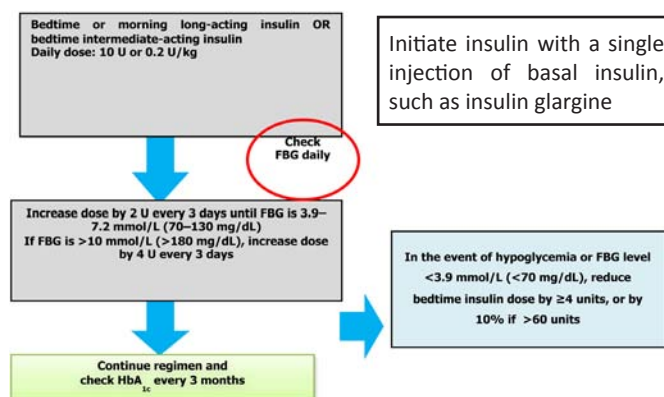 Bedtime or morning long-acting insulin OR
bedtime intermediate-acting insulin
Daily dose: 10 U or 0.2 U/kg
Initiate insulin with a single
injection of basal insulin,
such as insulin glargine
Check
FBG daily
Increase dose by 2 U every 3 days until FBG is 3.9–
7.2 mmol/L (70–130 mg/dL)
If FBG is >10 mmol/L (>180 mg/dL), increase dose
by 4 U every 3 days
In the event of hypoglycemia or FBG level
<3.9 mmol/L (<70 mg/dL), reduce
bedtime insulin dose by ≥4 units, or by
10% if >60 units
Continue regimen and
check HbA1c every 3 months